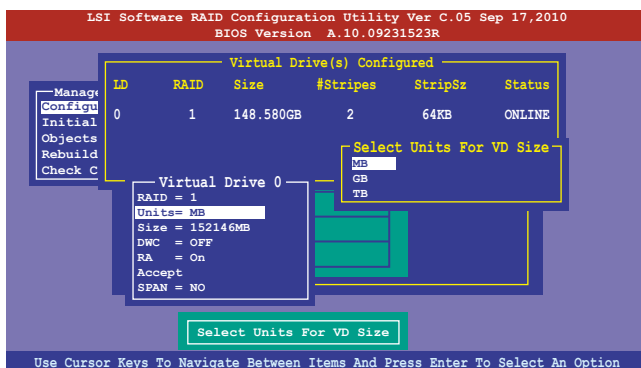 LSI Software RAID Configuration Utility Ver C.05 Sep 17,2010
BIOS Version A.10.09231523R
Virtual Drive(s) Configured
LD RAID Size #Stripes StripSz Status
0 1 148.580GB 2 64KB ONLINE
Manage
Configu
Initial
Objects
Rebuild
Check C
Select Units For VD Size
MB
GB
TB
Virtual Drive 0
RAID = 1
Units= MB
Size = 152146MB
DWC = OFF
RA = On
Accept
SPAN = NO
Select Units For VD Size
Use Cursor Keys To Navigate Between Items And Press Enter To Select An Option